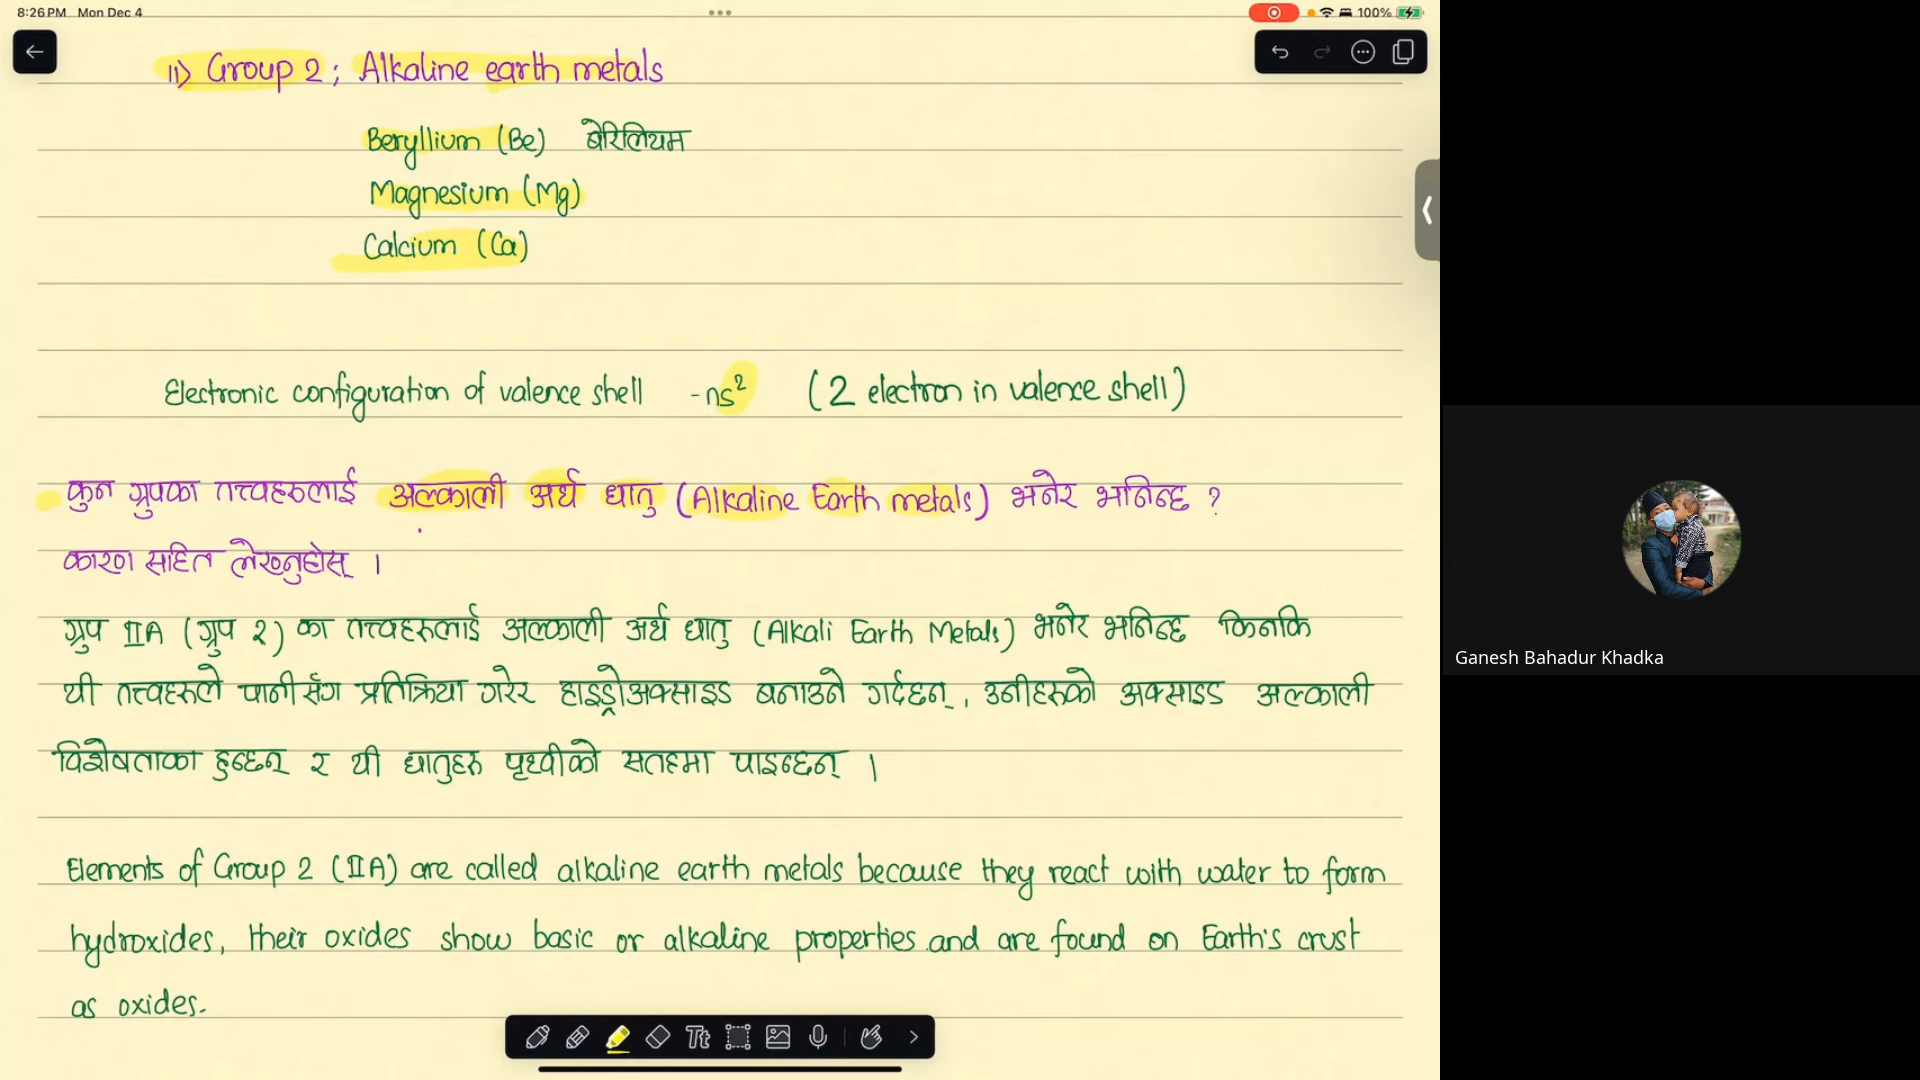 8:26 PM Mon Dec 4
100%
ii) Group 2 ; Alkaline earth metals
Beryllium (Be) बेरिलियम
Magnesium (Mg)
Calcium (Ca)
Electronic configuration of valence shell - ns² (2 electron in valence shell)
कुन ग्रुपका तत्त्वहरूलाई अल्काली अर्थ धातु (Alkaline Earth metals) भनेर भनिन्छ ?
कारण सहित लेख्नुहोस् ।
ग्रुप IIA (ग्रुप २) का तत्त्वहरूलाई अल्काली अर्थ धातु (Alkali Earth Metals) भनेर भनिन्छ किनकि
यी तत्त्वहरूले पानीसँग प्रतिक्रिया गरेर हाइड्रोअक्साइड बनाउने गर्दछन् , उनीहरूको अक्साइड अल्काली
विशेषताका हुन्छन् र यी धातुहरू पृथ्वीको सतहमा पाइन्छन् ।
Elements of Group 2 (IIA) are called alkaline earth metals because they react with water to form
hydroxides, their oxides show basic or alkaline properties and are found on Earth's crust
as oxides.
Tt
Ganesh Bahadur Khadka